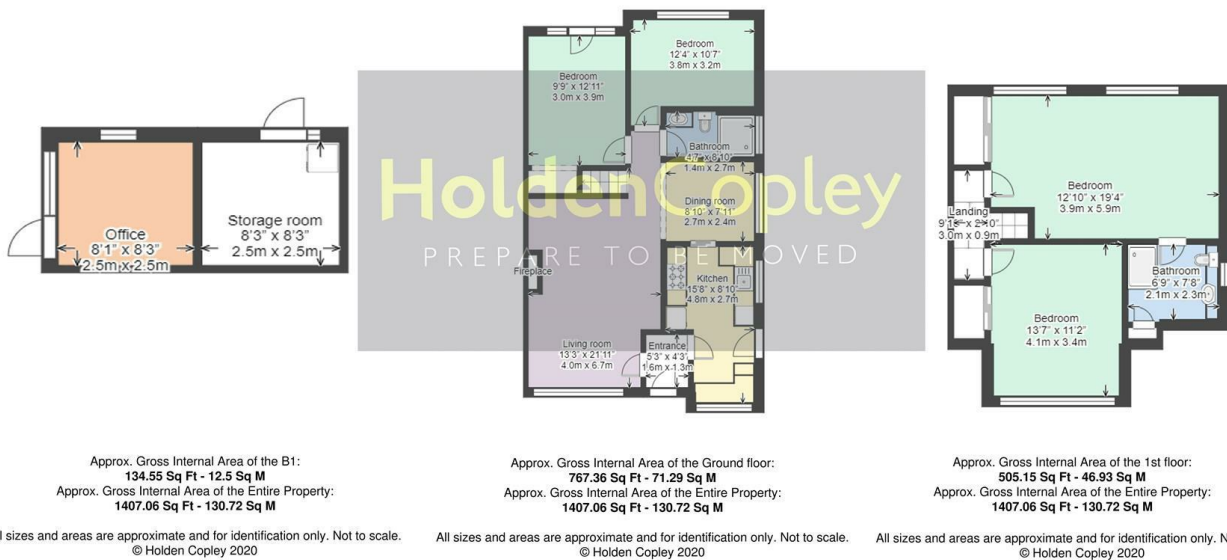 Office
8'1" x 8'3"
2.5m x 2.5m
Storage room
8'3" x 8'3"
2.5m x 2.5m
Approx. Gross Internal Area of the B1:
134.55 Sq Ft - 12.5 Sq M
Approx. Gross Internal Area of the Entire Property:
1407.06 Sq Ft - 130.72 Sq M
ll sizes and areas are approximate and for identification only. Not to scale.
© Holden Copley 2020
Bedroom
12'4" x 10'7"
3.8m x 3.2m
Bedroom
9'9" x 12'11"
3.0m x 3.9m
Bathroom
4'7" x 8'10"
1.4m x 2.7m
HoldenCopley
PREPARE TO BE MOVED
Dining room
8'10" x 7'11"
2.7m x 2.4m
Fireplace
Kitchen
15'8" x 8'10"
4.8m x 2.7m
Living room
13'3" x 21'11"
4.0m x 6.7m
Entrance
5'3" x 4'3"
1.6m x 1.3m
Approx. Gross Internal Area of the Ground floor:
767.36 Sq Ft - 71.29 Sq M
Approx. Gross Internal Area of the Entire Property:
1407.06 Sq Ft - 130.72 Sq M
All sizes and areas are approximate and for identification only. Not to scale.
© Holden Copley 2020
Bedroom
12'10" x 19'4"
3.9m x 5.9m
Landing
3.0m x 0.9m
Bathroom
6'9" x 7'8"
2.1m x 2.3m
Bedroom
13'7" x 11'2"
4.1m x 3.4m
Approx. Gross Internal Area of the 1st floor:
505.15 Sq Ft - 46.93 Sq M
Approx. Gross Internal Area of the Entire Property:
1407.06 Sq Ft - 130.72 Sq M
All sizes and areas are approximate and for identification only. N
© Holden Copley 2020